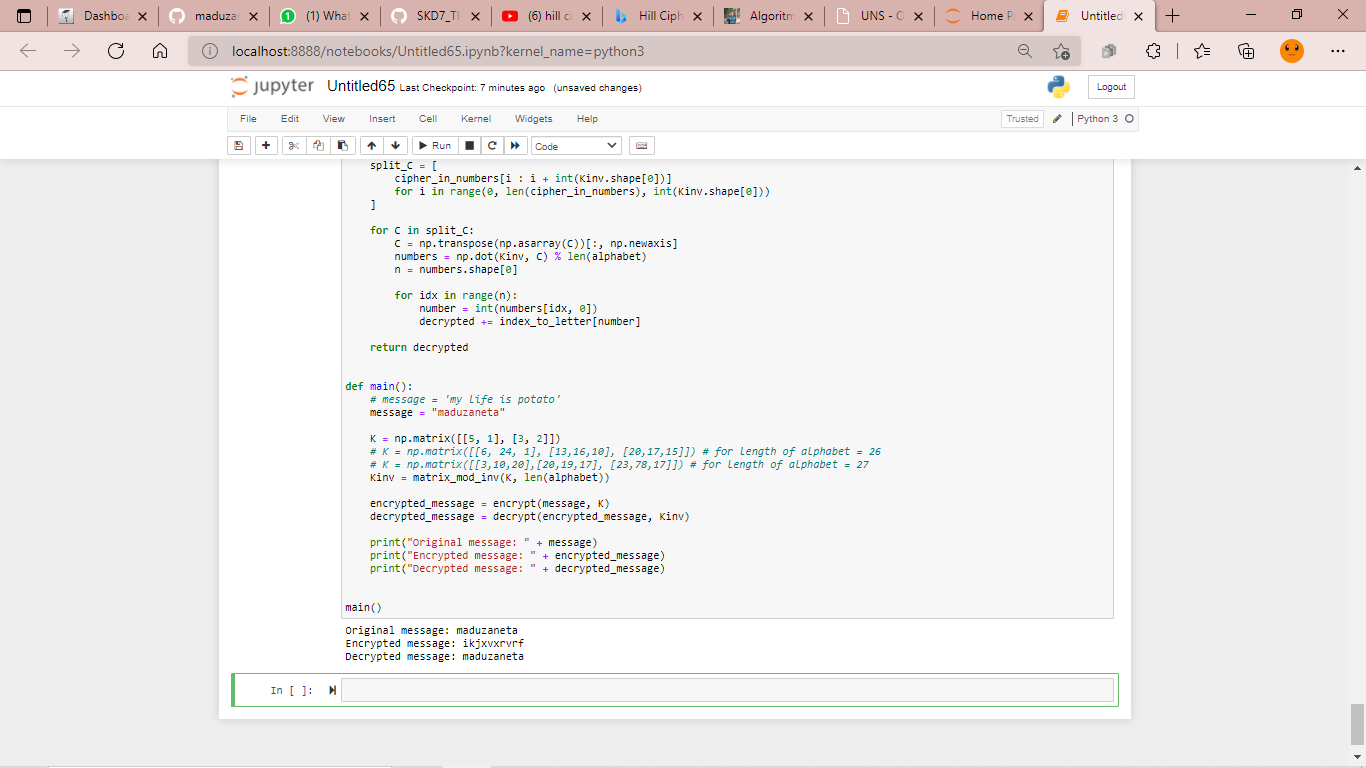 Dashboa
maduzar
(1) What
SKD7_Tl
(6) hill ci
Hill Ciph
Algoritm
UNS - O
Home P
Untitled
localhost:8888/notebooks/Untitled65.ipynb?kernel_name=python3
jupyter Untitled65 Last Checkpoint: 7 minutes ago (unsaved changes)
Logout
File Edit View Insert Cell Kernel Widgets Help
Trusted Python 3
Run Code
split_C = [
cipher_in_numbers[i : i + int(Kinv.shape[0])]
for i in range(0, len(cipher_in_numbers), int(Kinv.shape[0]))
]
for C in split_C:
C = np.transpose(np.asarray(C))[:, np.newaxis]
numbers = np.dot(Kinv, C) % len(alphabet)
n = numbers.shape[0]
for idx in range(n):
number = int(numbers[idx, 0])
decrypted += index_to_letter[number]
return decrypted
def main():
# message = 'my life is potato'
message = "maduzaneta"
K = np.matrix([[5, 1], [3, 2]])
# K = np.matrix([[6, 24, 1], [13,16,10], [20,17,15]]) # for length of alphabet = 26
# K = np.matrix([[3,10,20],[20,19,17], [23,78,17]]) # for length of alphabet = 27
Kinv = matrix_mod_inv(K, len(alphabet))
encrypted_message = encrypt(message, K)
decrypted_message = decrypt(encrypted_message, Kinv)
print("Original message: " + message)
print("Encrypted message: " + encrypted_message)
print("Decrypted message: " + decrypted_message)
main()
Original message: maduzaneta
Encrypted message: ikjxvxrvrf
Decrypted message: maduzaneta
In [ ]: